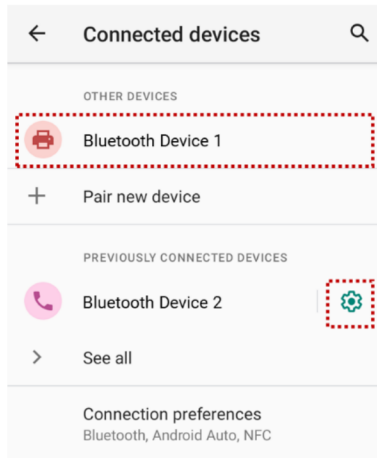 Connected devices
OTHER DEVICES
Bluetooth Device 1
Pair new device
PREVIOUSLY CONNECTED DEVICES
Bluetooth Device 2
See all
Connection preferences
Bluetooth, Android Auto, NFC